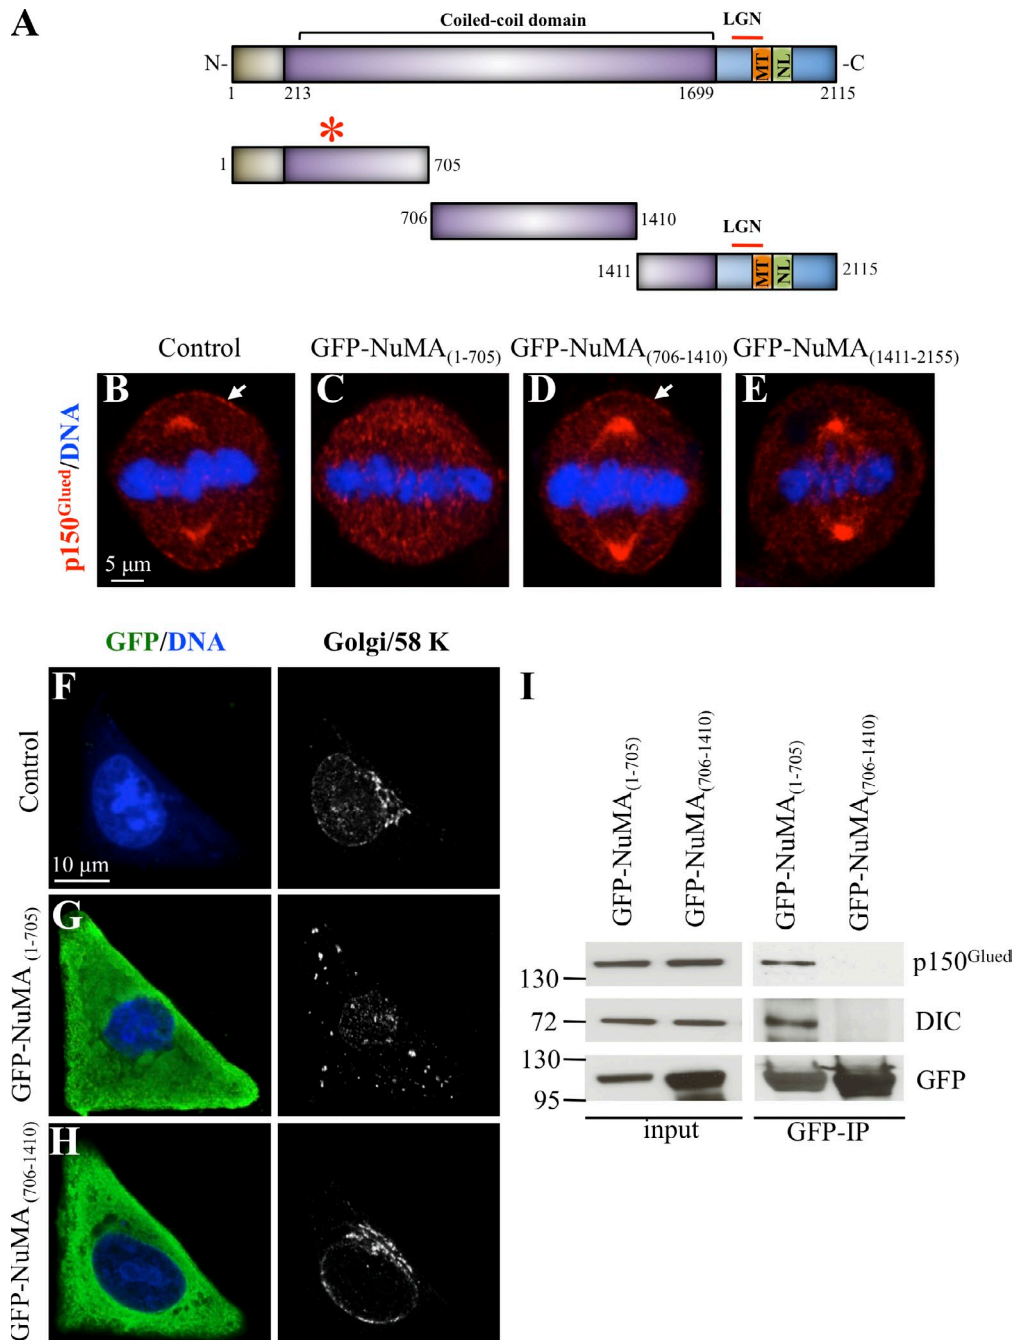 A
Coiled-coil domain
LGN
N-
MT
NL
-C
1
213
1699
2115
*
1
705
706
1410
LGN
1411
MT
NL
2115
Control
GFP-NuMA(1-705)
GFP-NuMA(706-1410)
GFP-NuMA(1411-2155)
p150Glued/DNA
B
C
D
E
5 µm
GFP/DNA
Golgi/58 K
Control
F
10 µm
GFP-NuMA (1-705)
G
GFP-NuMA (706-1410)
H
I
GFP-NuMA(1-705)
GFP-NuMA(706-1410)
GFP-NuMA(1-705)
GFP-NuMA(706-1410)
130
p150Glued
72
DIC
130
GFP
95
input
GFP-IP